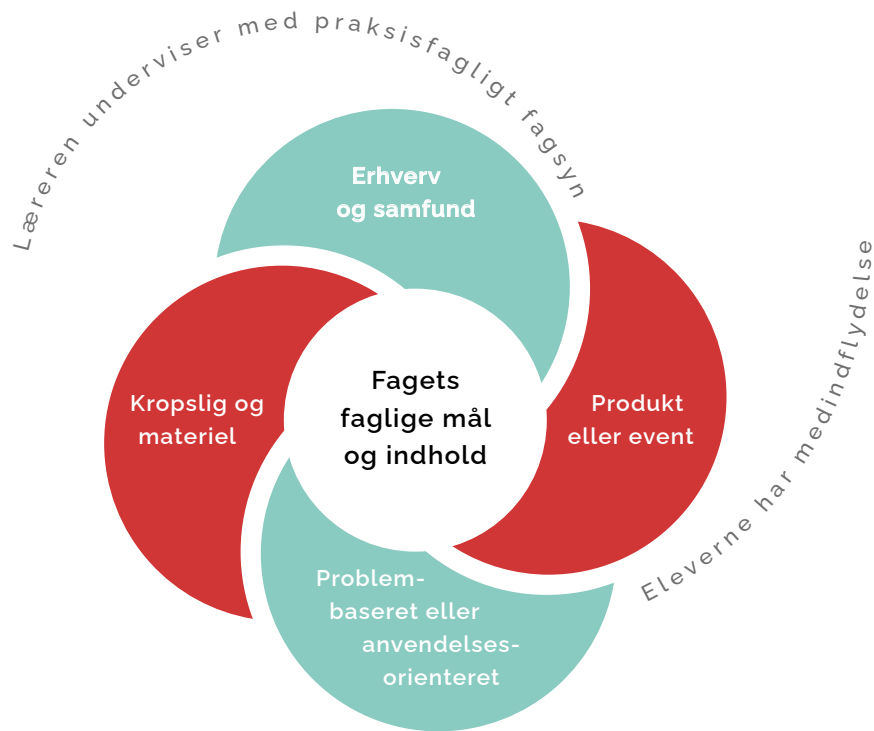 Læreren underviser med praksisfagligt fagsyn
Erhverv
og samfund
Kropslig og
materiel
Fagets
faglige mål
og indhold
Produkt
eller event
Problem-
baseret eller
anvendelses-
orienteret
Eleverne har medindflydelse